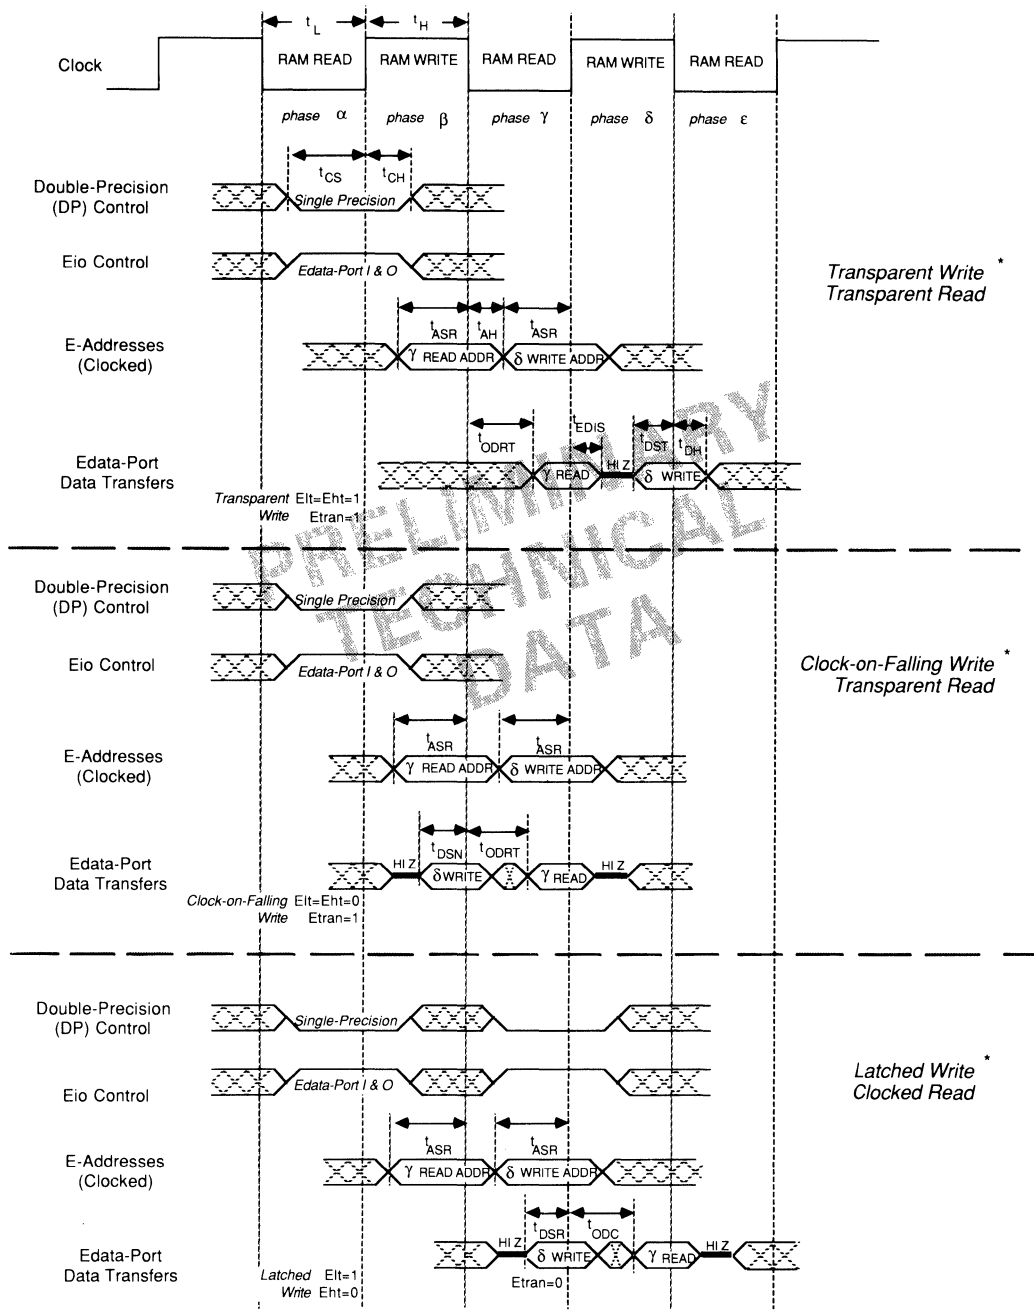 t L t H
Clock
RAM READ RAM WRITE RAM READ RAM WRITE RAM READ
phase α phase β phase γ phase δ phase ε
t CS t CH
Double-Precision
(DP) Control
Single Precision
Eio Control
Edata-Port I & O
Transparent Write *
Transparent Read
t ASR t AH t ASR
E-Addresses
(Clocked)
γ READ ADDR δ WRITE ADDR
t ODRT t EDIS t DST t DH
Edata-Port
Data Transfers
γ READ HI Z δ WRITE
Transparent Elt=Eht=1
Write Etran=1
PRELIMINARY
TECHNICAL
DATA
Double-Precision
(DP) Control
Single Precision
Eio Control
Edata-Port I & O
Clock-on-Falling Write *
Transparent Read
t ASR t ASR
E-Addresses
(Clocked)
γ READ ADDR δ WRITE ADDR
t DSN t ODRT
Edata-Port
Data Transfers
HI Z δ WRITE γ READ HI Z
Clock-on-Falling Elt=Eht=0
Write Etran=1
Double-Precision
(DP) Control
Single-Precision
Eio Control
Edata-Port I & O
Latched Write *
Clocked Read
t ASR t ASR
E-Addresses
(Clocked)
γ READ ADDR δ WRITE ADDR
t DSR t ODC
Edata-Port
Data Transfers
HI Z δ WRITE γ READ HI Z
Latched Elt=1
Write Eht=0
Etran=0